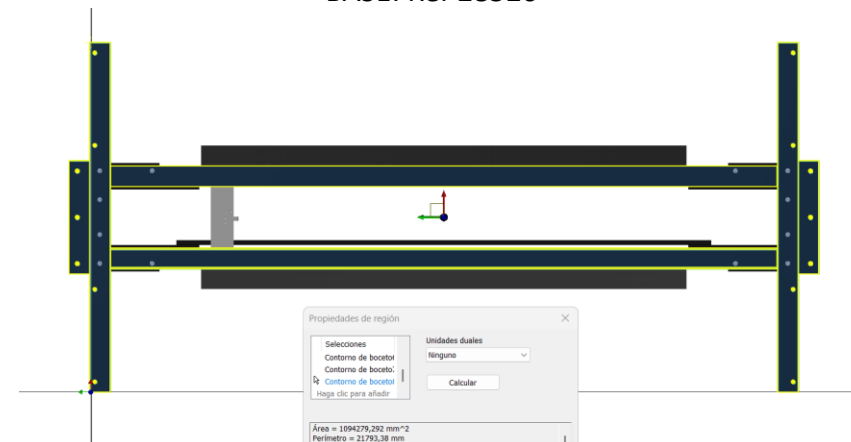 Propiedades de región
Selecciones
Contorno de boceto
Contorno de boceto
Contorno de boceto
Haga clic para añadir
Unidades duales
Ninguno
Calcular
Área = 1094279,292 mm^2
Perímetro = 21793,38 mm